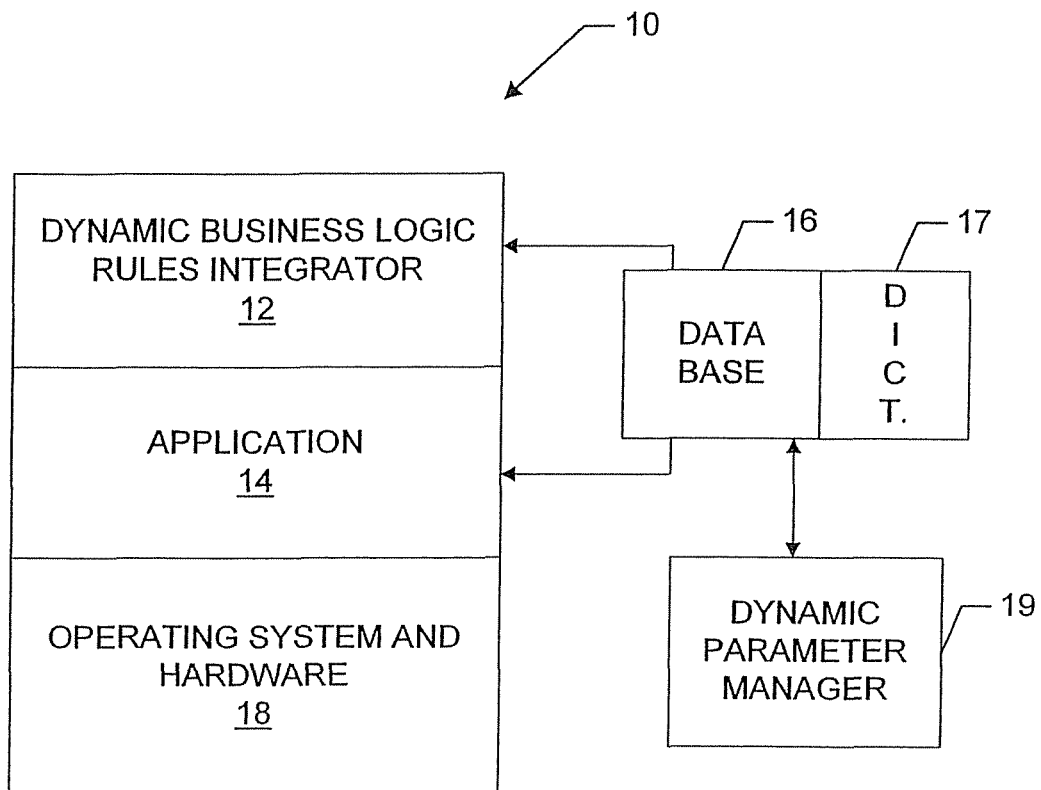 10
DYNAMIC BUSINESS LOGIC
RULES INTEGRATOR
12
16
17
DATA
BASE
D
I
C
T.
APPLICATION
14
DYNAMIC
PARAMETER
MANAGER
19
OPERATING SYSTEM AND
HARDWARE
18